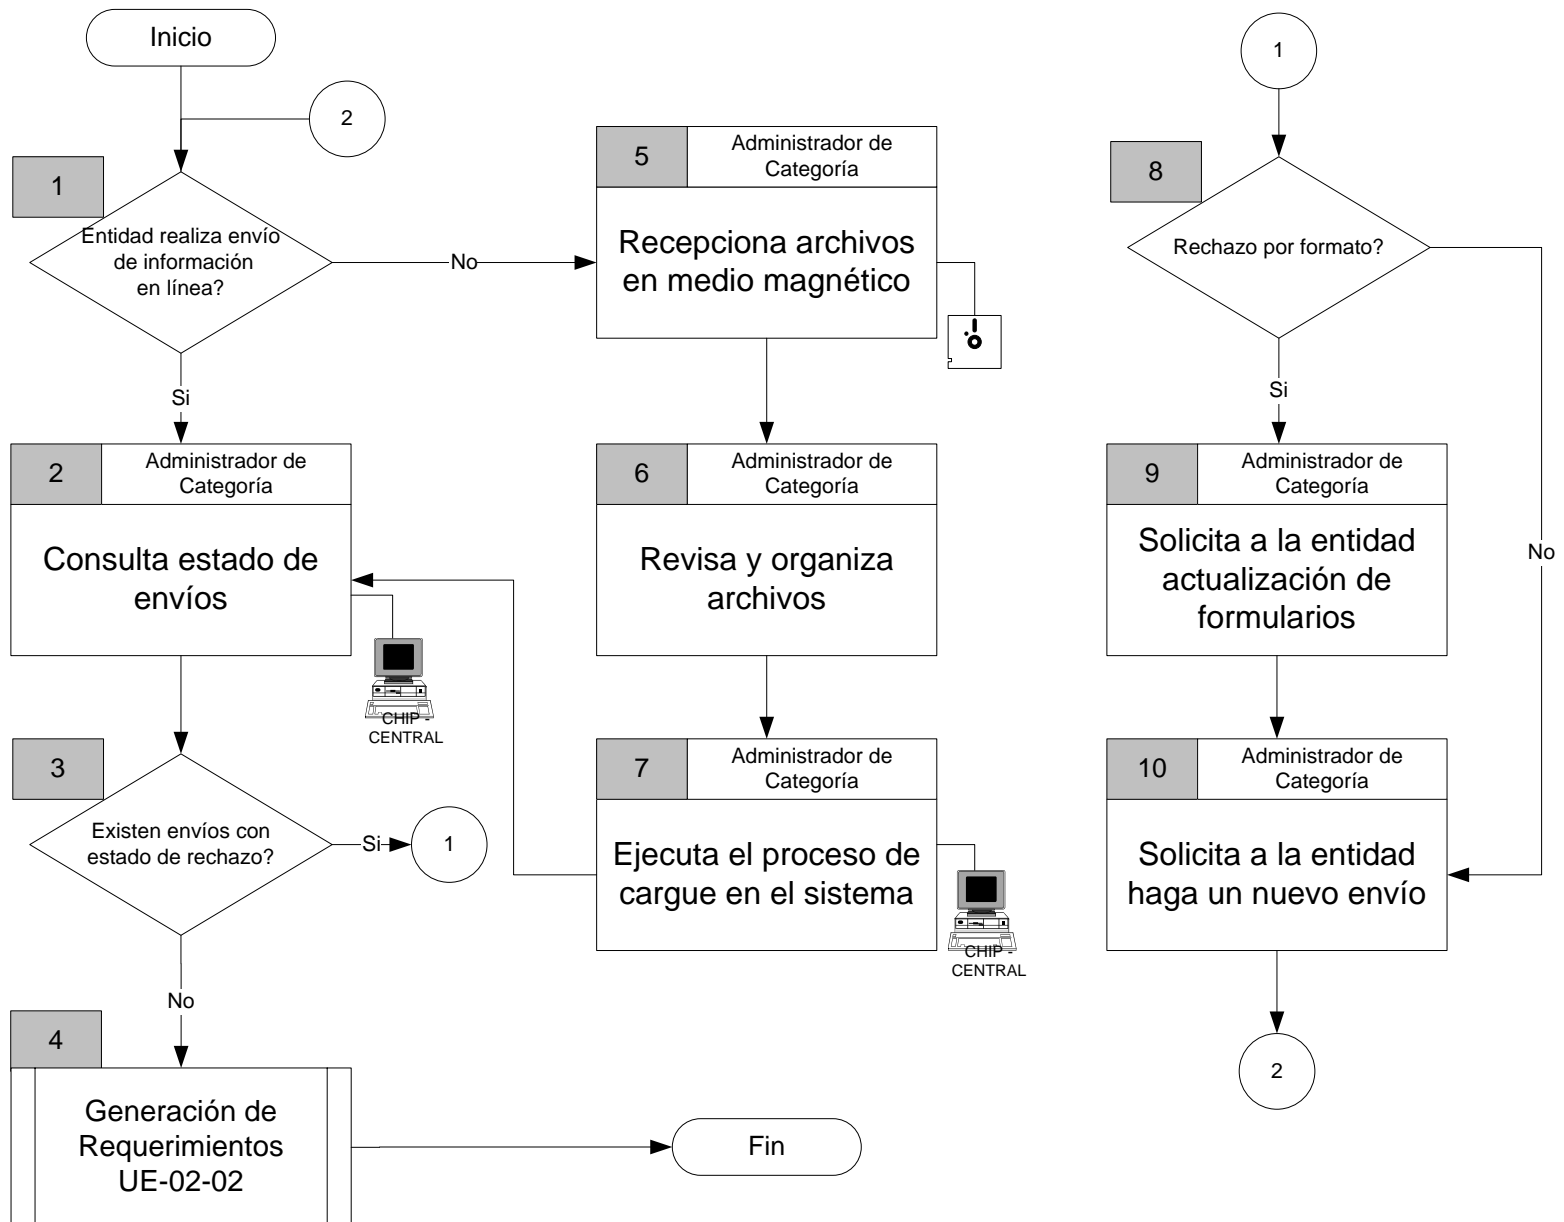 Inicio
2
1
Entidad realiza envío
de información
en línea?
No
Si
2
Administrador de
Categoría
Consulta estado de
envíos
CHIP -
CENTRAL
3
Existen envíos con
estado de rechazo?
Si
1
No
4
Generación de
Requerimientos
UE-02-02
Fin
5
Administrador de
Categoría
Recepciona archivos
en medio magnético
6
Administrador de
Categoría
Revisa y organiza
archivos
7
Administrador de
Categoría
Ejecuta el proceso de
cargue en el sistema
CHIP -
CENTRAL
1
8
Rechazo por formato?
Si
No
9
Administrador de
Categoría
Solicita a la entidad
actualización de
formularios
10
Administrador de
Categoría
Solicita a la entidad
haga un nuevo envío
2